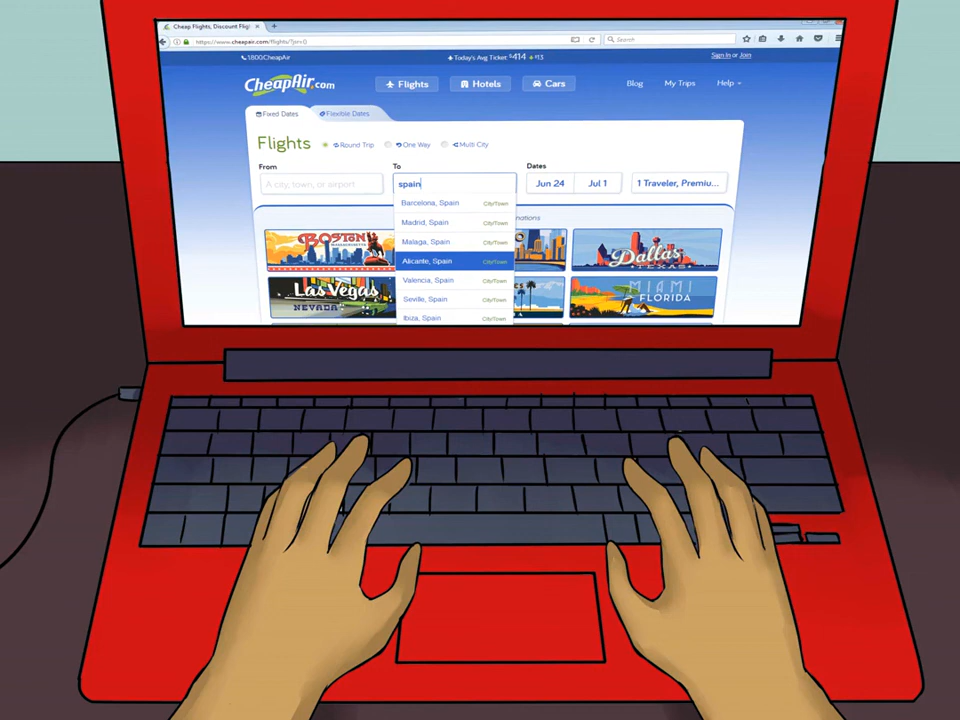 Cheap Flights, Discount Fligh
https://www.cheapair.com/flights/?jsrv=0
Search
1800CheapAir
Today's Avg Ticket: $414 $13
Sign In or Join
CheapAir.com
Flights
Hotels
Cars
Blog
My Trips
Help
Fixed Dates
Flexible Dates
Flights
Round Trip
One Way
Multi City
From
To
Dates
A city, town, or airport
spain
Jun 24
Jul 1
1 Traveler, Premiu...
Barcelona, Spain City/Town
Madrid, Spain City/Town
Malaga, Spain City/Town
Alicante, Spain City/Town
Valencia, Spain City/Town
Seville, Spain City/Town
Ibiza, Spain City/Town
BOSTON
MASSACHUSETTS
Dallas
TEXAS
Las Vegas
NEVADA
MIAMI
FLORIDA